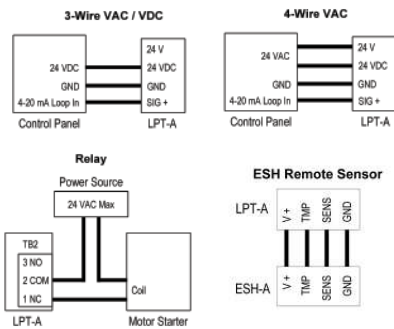 3-Wire VAC / VDC
24 V
24 VDC
24 VDC
GND
GND
4-20 mA Loop In
SIG +
Control Panel
LPT-A
4-Wire VAC
24 V
24 VAC
24 VDC
GND
GND
4-20 mA Loop In
SIG +
Control Panel
LPT-A
Relay
Power Source
24 VAC Max
TB2
3 NO
2 COM
1 NC
Coil
LPT-A
Motor Starter
ESH Remote Sensor
LPT-A
V +
TMP
SENS
GND
ESH-A
V +
TMP
SENS
GND